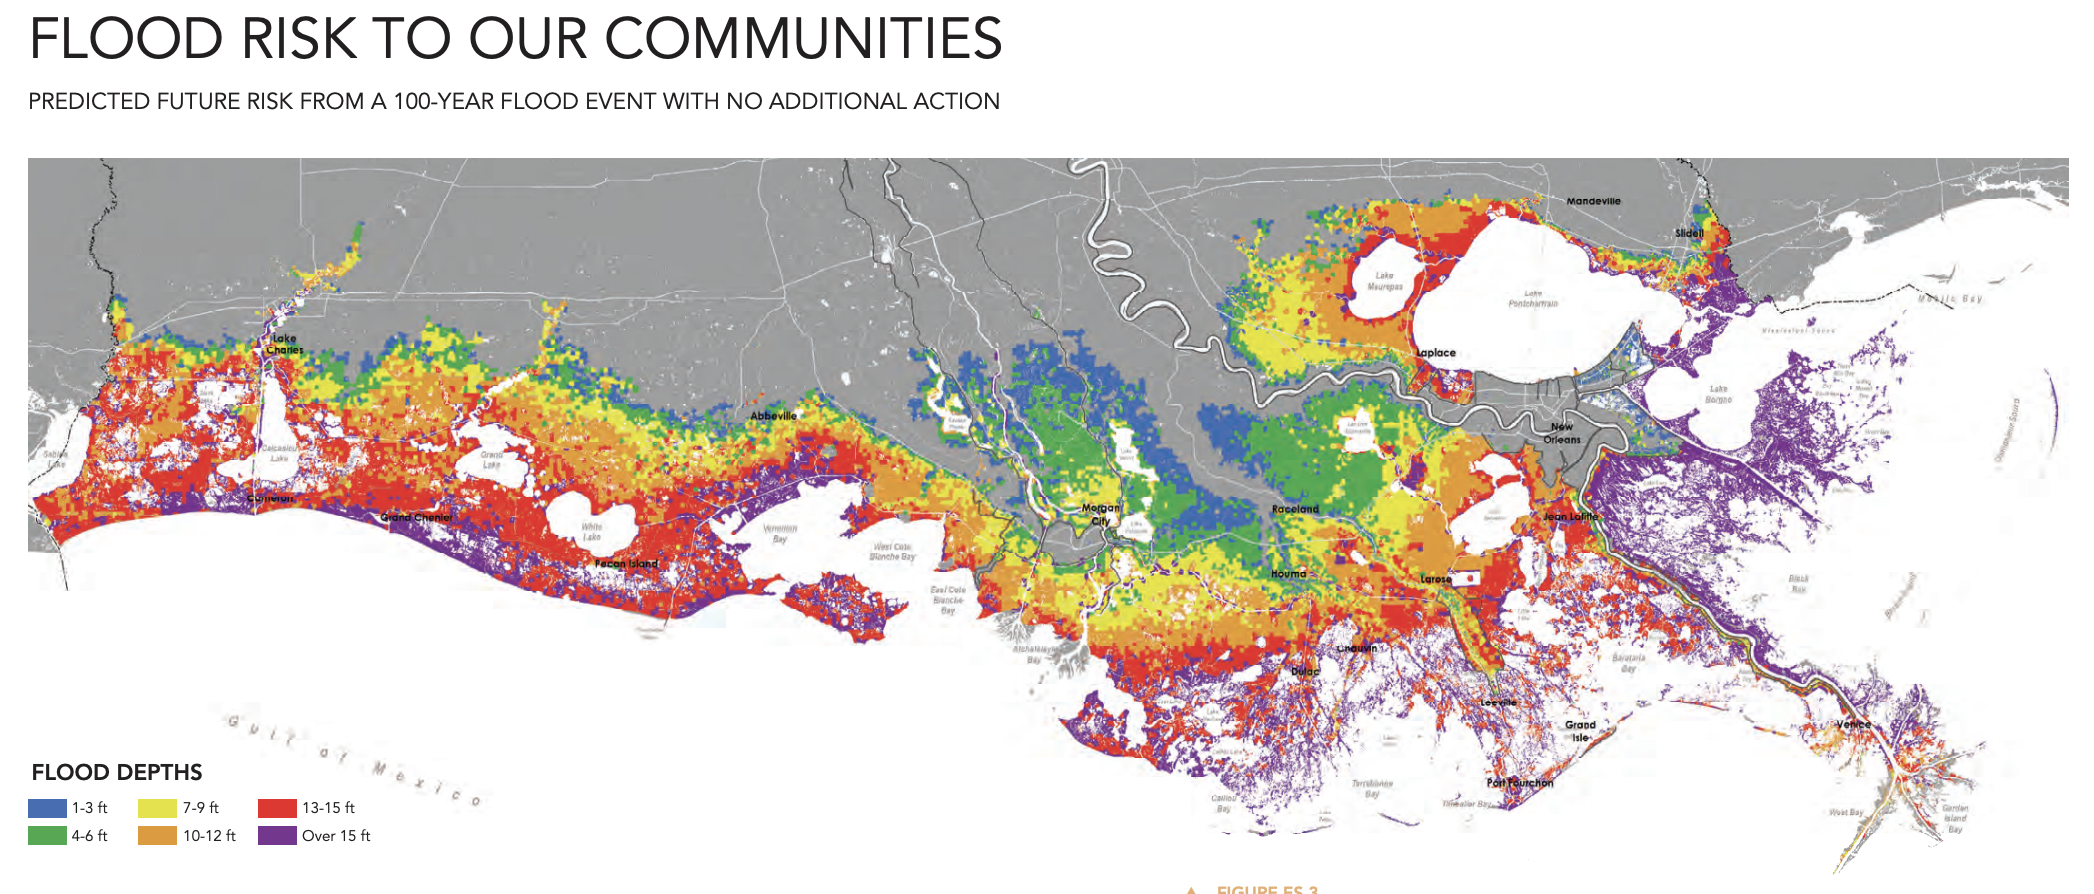 FLOOD RISK TO OUR COMMUNITIES
PREDICTED FUTURE RISK FROM A 100-YEAR FLOOD EVENT WITH NO ADDITIONAL ACTION
Mandeville
Slidell
Lake
Maurepas
Lake
Pontchartrain
Mobile Bay
Mississippi Sound
Lake
Charles
Laplace
Lake
Borgne
Abbeville
New
Orleans
Sabine
Lake
Calcasieu
Lake
Grand
Lake
Cameron
Grand Chenier
White
Lake
Pecan Island
Vermilion
Bay
West Cote
Blanche Bay
East Cote
Blanche
Bay
Morgan
City
Raceland
Jean Lafitte
Houma
Larose
Black
Bay
Atchafalaya
Bay
Chauvin
Dulac
Barataria
Bay
Leeville
Grand
Isle
Venice
Port Fourchon
Terrebonne
Bay
Timbalier Bay
Caillou
Bay
West Bay
Garden
Island
Bay
Gulf of Mexico
FLOOD DEPTHS
1-3 ft
7-9 ft
13-15 ft
4-6 ft
10-12 ft
Over 15 ft
FIGURE ES.3